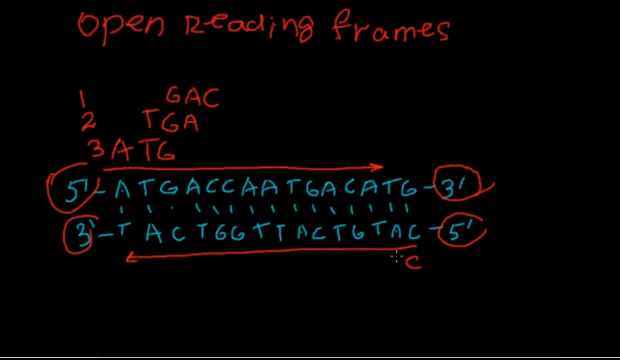 Open Reading frames
1 GAC
2 TGA
3 ATG
5'-ATGACCAATGACATG-3'
3'-TACTGGTTACTGTAC-5'
C